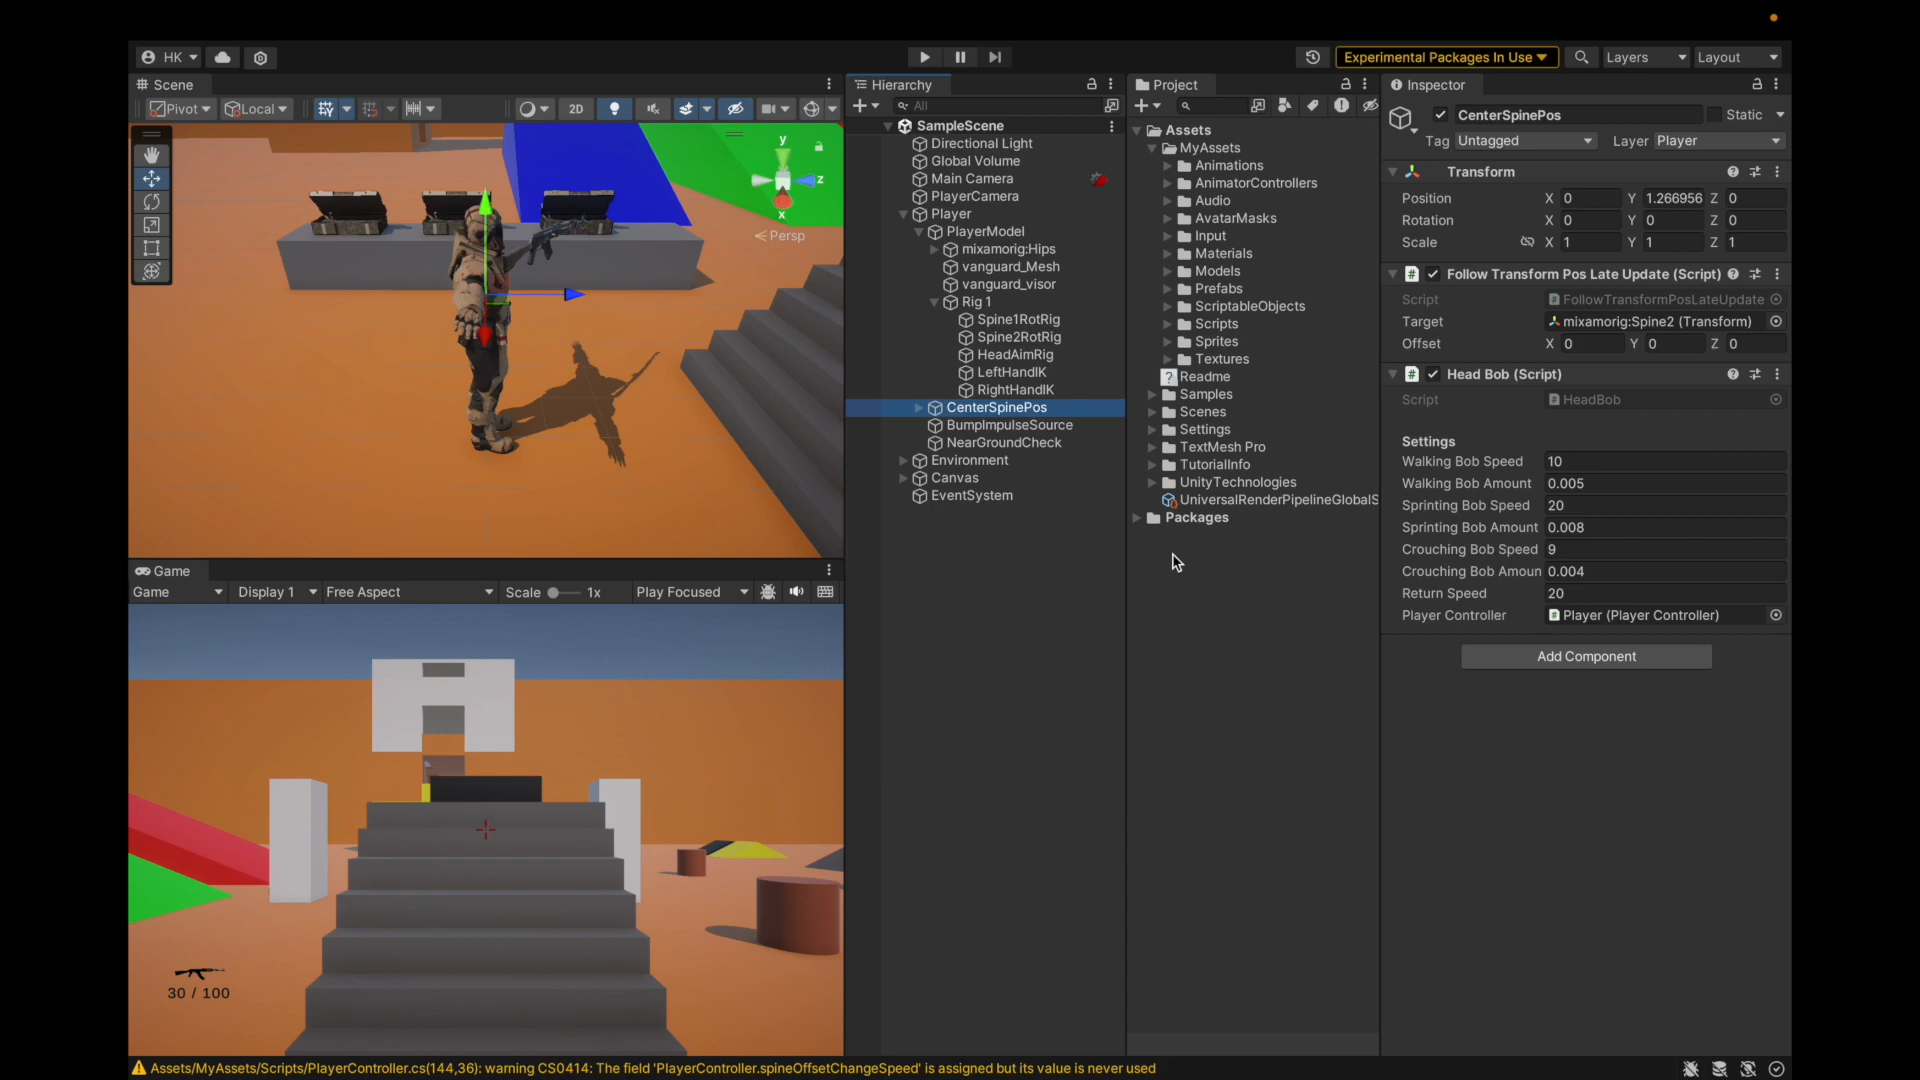 HK
Experimental Packages In Use
Layers
Layout
Scene
Pivot
Local
2D
y
z
x
Persp
Game
Game
Display 1
Free Aspect
Scale
1x
Play Focused
30 / 100
Hierarchy
All
SampleScene
Directional Light
Global Volume
Main Camera
PlayerCamera
Player
PlayerModel
mixamorig:Hips
vanguard_Mesh
vanguard_visor
Rig 1
Spine1RotRig
Spine2RotRig
HeadAimRig
LeftHandIK
RightHandIK
CenterSpinePos
BumpImpulseSource
NearGroundCheck
Environment
Canvas
EventSystem
Project
Assets
MyAssets
Animations
AnimatorControllers
Audio
AvatarMasks
Input
Materials
Models
Prefabs
ScriptableObjects
Scripts
Sprites
Textures
Readme
Samples
Scenes
Settings
TextMesh Pro
TutorialInfo
UnityTechnologies
UniversalRenderPipelineGlobalS
Packages
Inspector
CenterSpinePos
Static
Tag Untagged
Layer Player
Transform
Position X 0 Y 1.266956 Z 0
Rotation X 0 Y 0 Z 0
Scale X 1 Y 1 Z 1
Follow Transform Pos Late Update (Script)
Script FollowTransformPosLateUpdate
Target mixamorig:Spine2 (Transform)
Offset X 0 Y 0 Z 0
Head Bob (Script)
Script HeadBob
Settings
Walking Bob Speed 10
Walking Bob Amount 0.005
Sprinting Bob Speed 20
Sprinting Bob Amount 0.008
Crouching Bob Speed 9
Crouching Bob Amoun 0.004
Return Speed 20
Player Controller Player (Player Controller)
Add Component
Assets/MyAssets/Scripts/PlayerController.cs(144,36): warning CS0414: The field 'PlayerController.spineOffsetChangeSpeed' is assigned but its value is never used